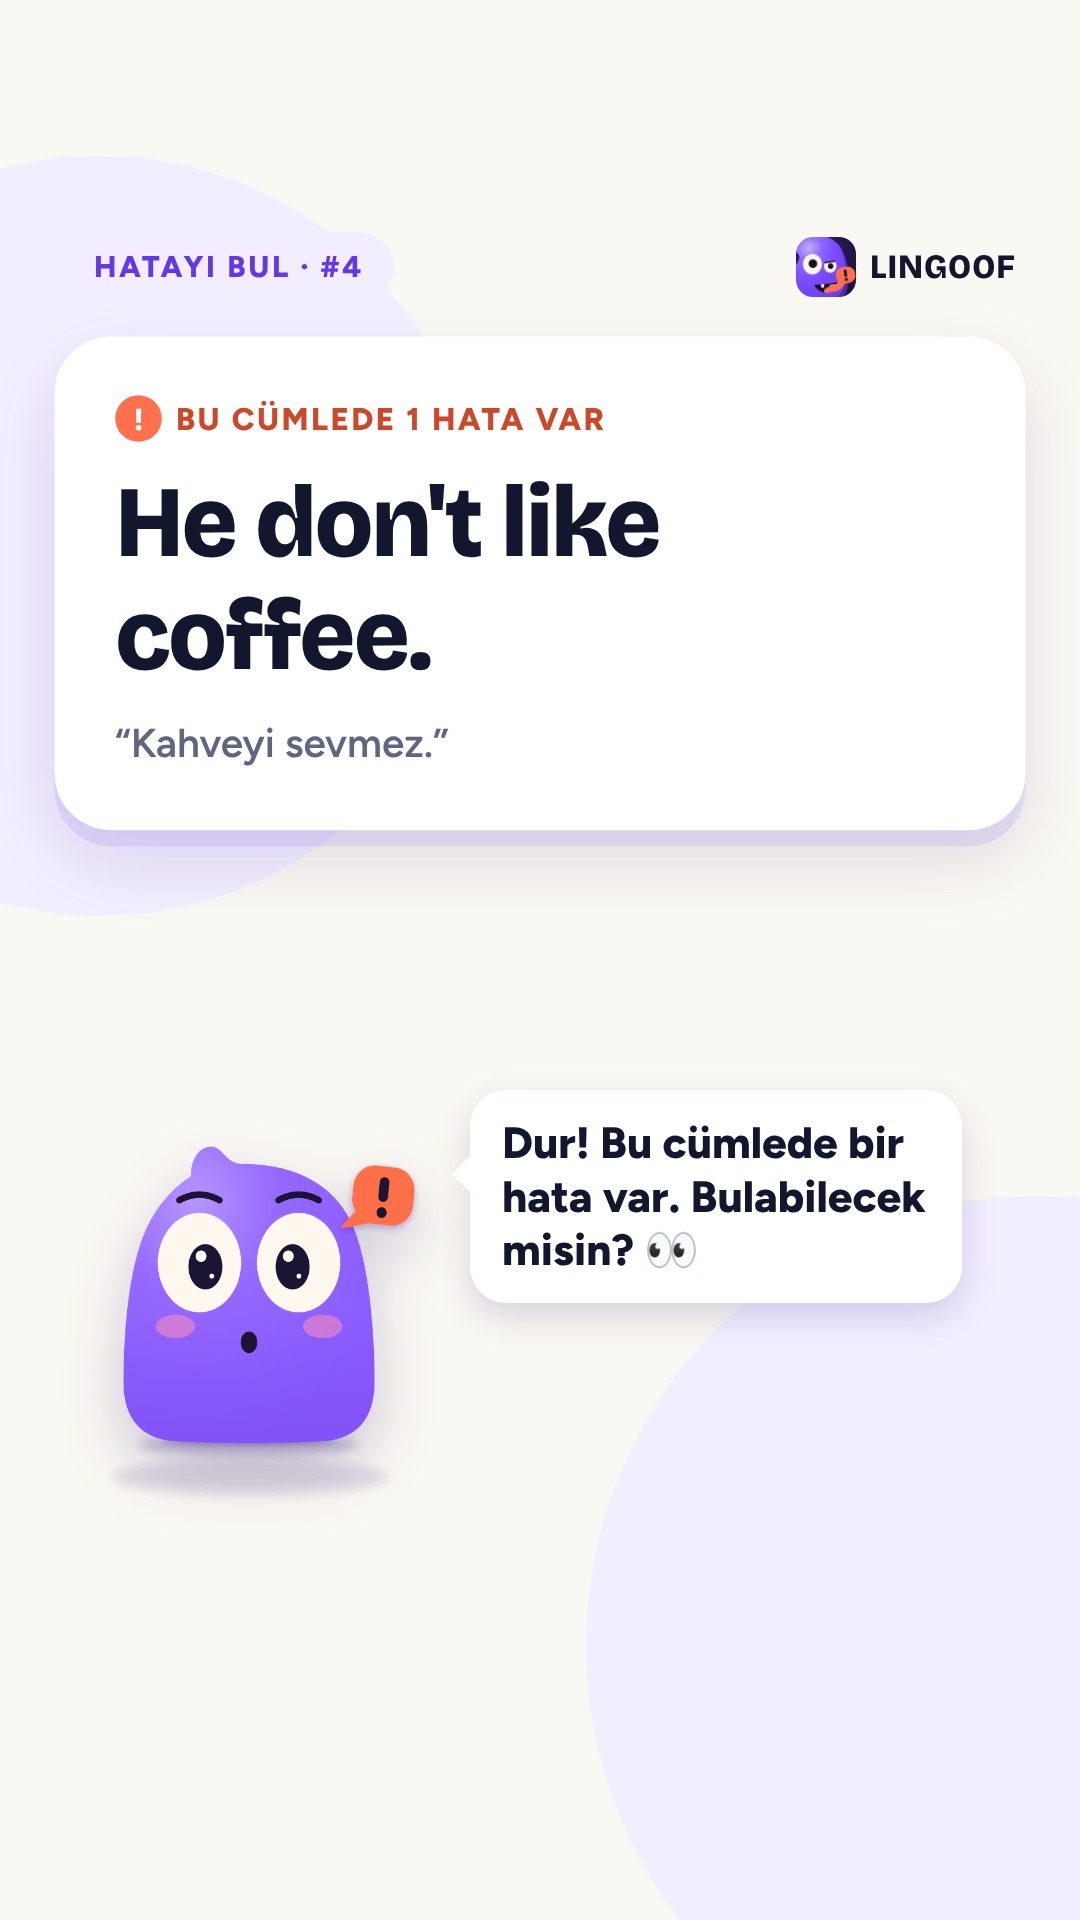 HATAYI BUL · #4
LINGOOF
! BU CÜMLEDE 1 HATA VAR
He don't like
coffee.
“Kahveyi sevmez.”
Dur! Bu cümlede bir
hata var. Bulabilecek
misin? 👀
!